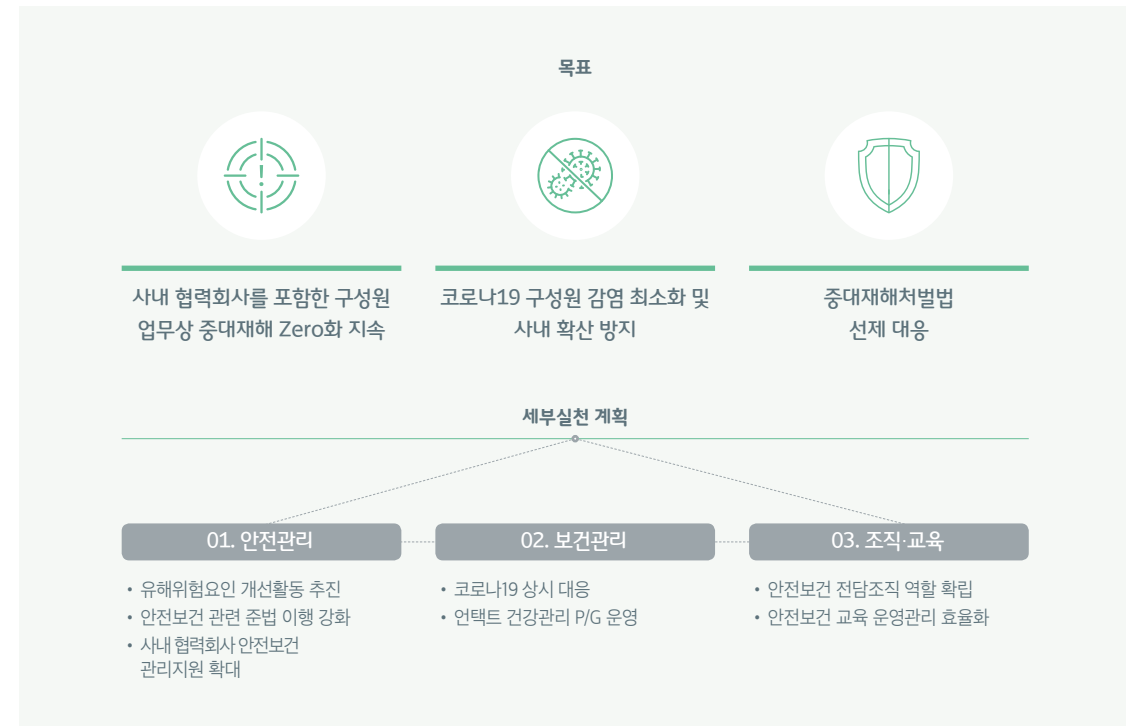 목표
사내 협력회사를 포함한 구성원
업무상 중대재해 Zero화 지속
코로나19 구성원 감염 최소화 및
사내 확산 방지
중대재해처벌법
선제 대응
세부실천 계획
01. 안전관리
• 유해위험요인 개선활동 추진
• 안전보건 관련 준법 이행 강화
• 사내 협력회사 안전보건
관리지원 확대
02. 보건관리
• 코로나19 상시 대응
• 언택트 건강관리 P/G 운영
03. 조직·교육
• 안전보건 전담조직 역할 확립
• 안전보건 교육 운영관리 효율화